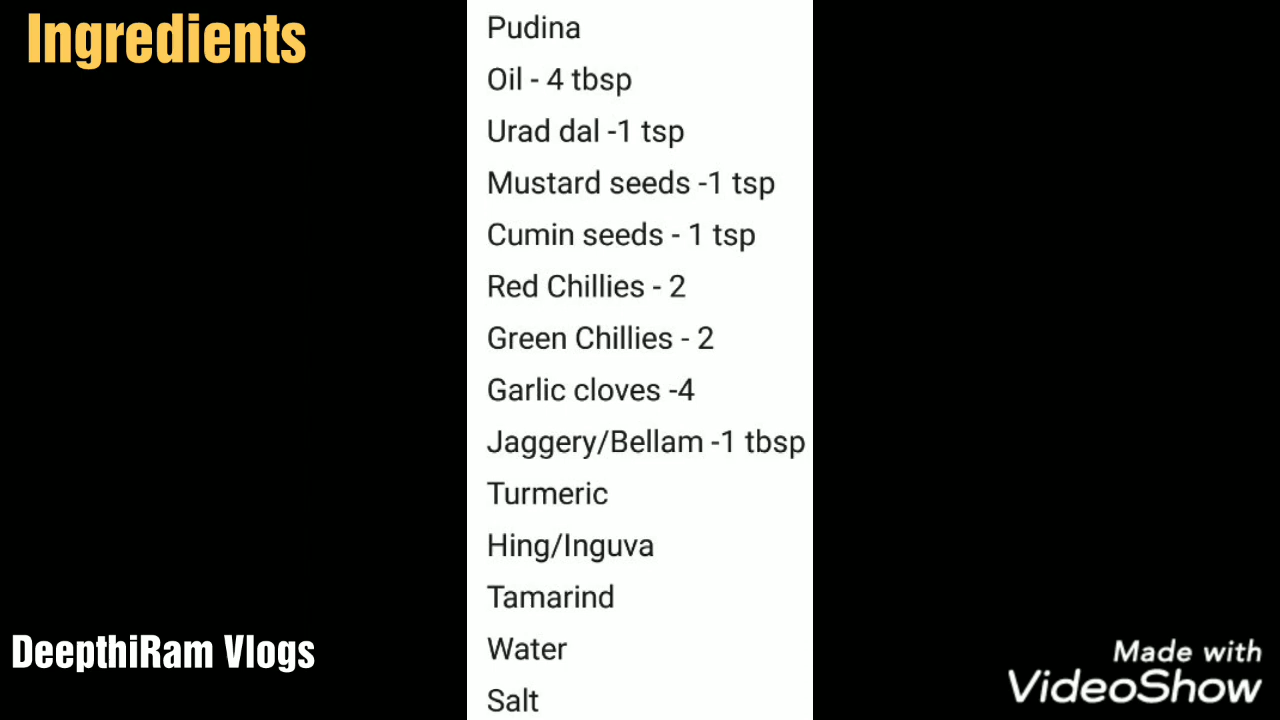 Ingredients
Pudina
Oil - 4 tbsp
Urad dal -1 tsp
Mustard seeds -1 tsp
Cumin seeds - 1 tsp
Red Chillies - 2
Green Chillies - 2
Garlic cloves -4
Jaggery/Bellam -1 tbsp
Turmeric
Hing/Inguva
Tamarind
Water
Salt
DeepthiRam Vlogs
Made with
VideoShow